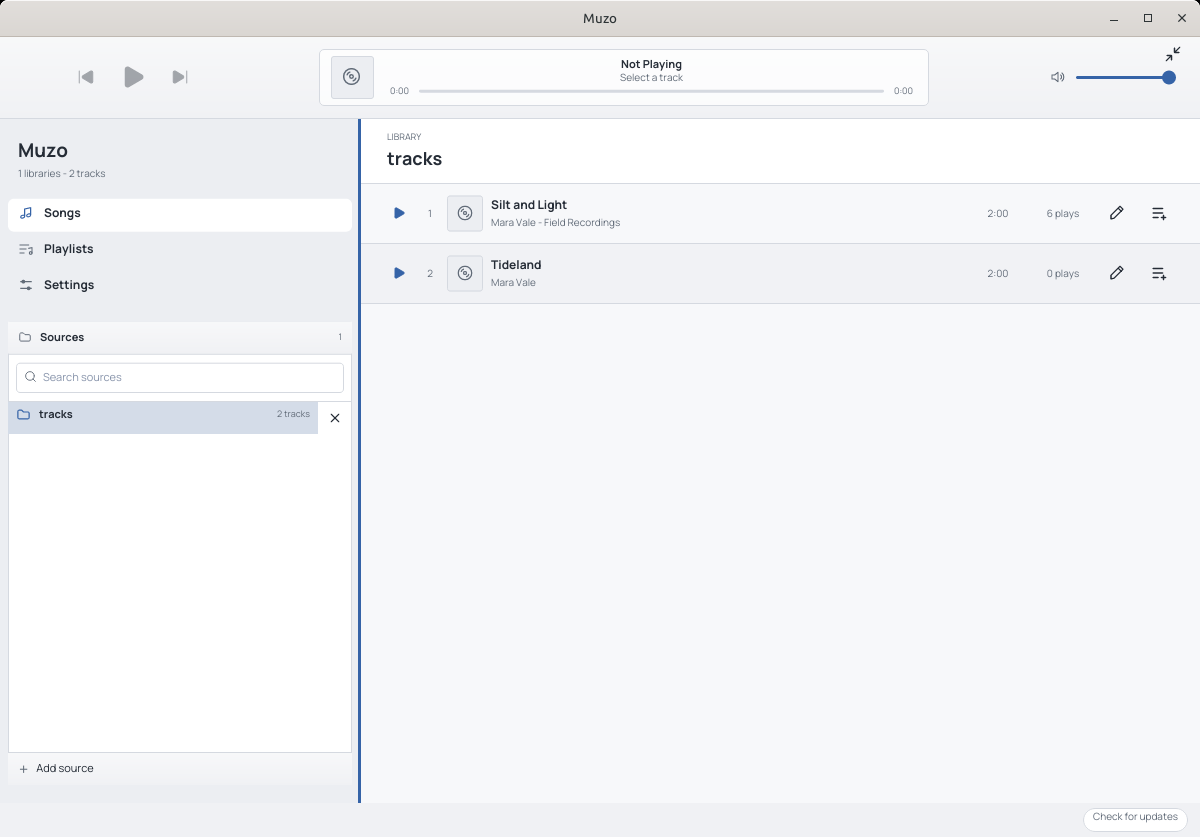 Muzo
Not Playing
Select a track
0:00
0:00
Muzo
1 libraries - 2 tracks
Songs
Playlists
Settings
Sources
1
Search sources
tracks
2 tracks
Add source
LIBRARY
tracks
1
Silt and Light
Mara Vale - Field Recordings
2:00
6 plays
2
Tideland
Mara Vale
2:00
0 plays
Check for updates